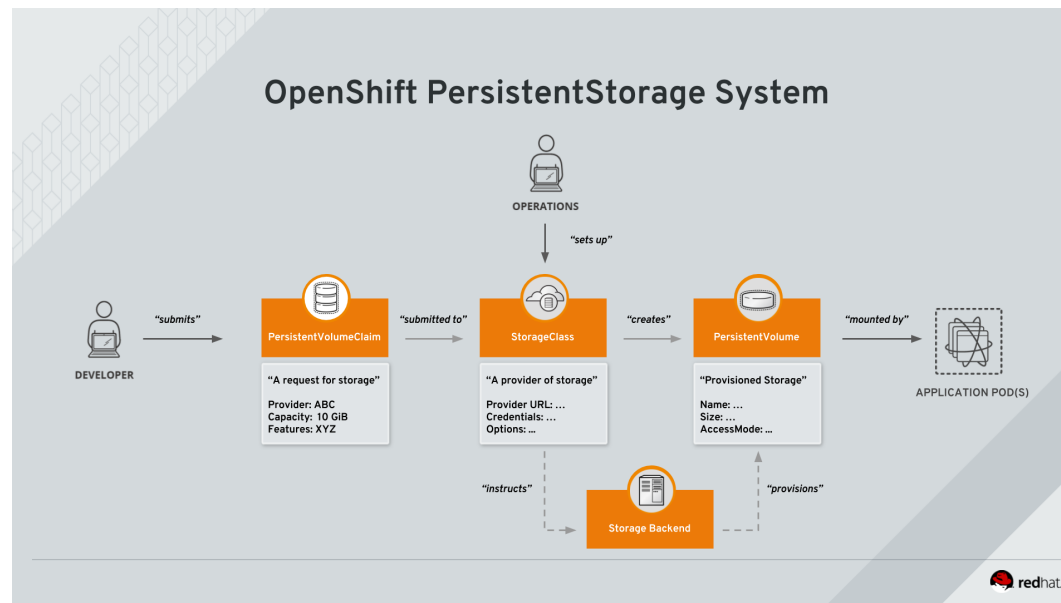 OpenShift PersistentStorage System
OPERATIONS
“sets up”
DEVELOPER
“submits”
PersistentVolumeClaim
“submitted to”
StorageClass
“creates”
PersistentVolume
“mounted by”
APPLICATION POD(S)
“A request for storage”
Provider: ABC
Capacity: 10 GiB
Features: XYZ
“A provider of storage”
Provider URL: ...
Credentials: ...
Options: ...
“Provisioned Storage”
Name: ...
Size: ...
AccessMode: ...
“instructs”
Storage Backend
“provisions”
redhat